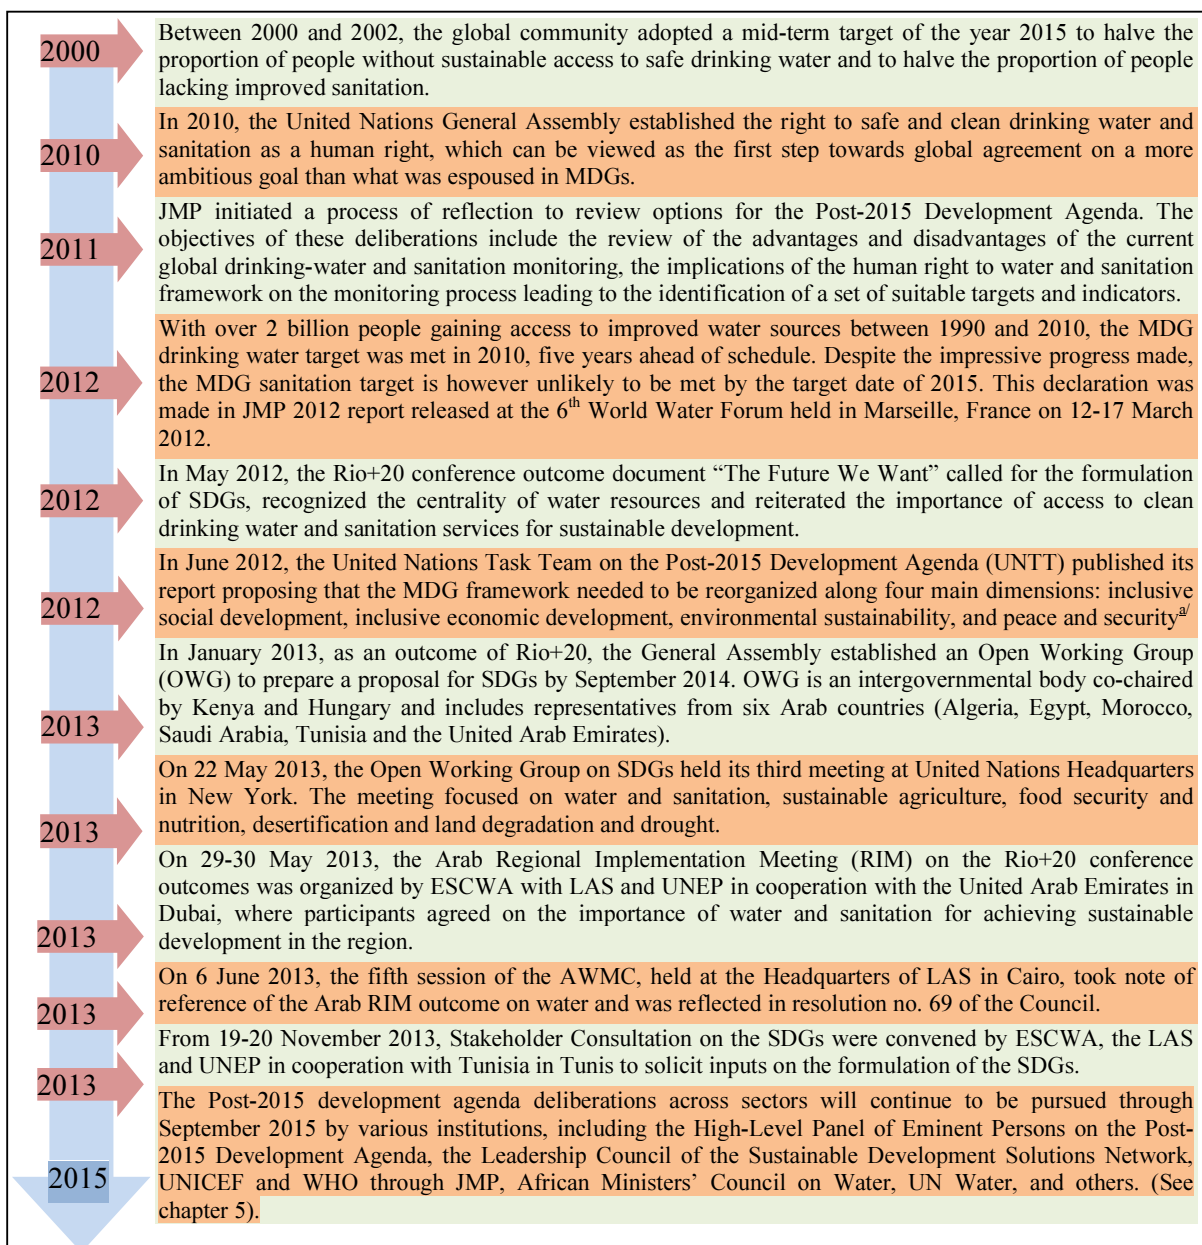 2000
Between 2000 and 2002, the global community adopted a mid-term target of the year 2015 to halve the
proportion of people without sustainable access to safe drinking water and to halve the proportion of people
lacking improved sanitation.
2010
In 2010, the United Nations General Assembly established the right to safe and clean drinking water and
sanitation as a human right, which can be viewed as the first step towards global agreement on a more
ambitious goal than what was espoused in MDGs.
2011
JMP initiated a process of reflection to review options for the Post-2015 Development Agenda. The
objectives of these deliberations include the review of the advantages and disadvantages of the current
global drinking-water and sanitation monitoring, the implications of the human right to water and sanitation
framework on the monitoring process leading to the identification of a set of suitable targets and indicators.
2012
With over 2 billion people gaining access to improved water sources between 1990 and 2010, the MDG
drinking water target was met in 2010, five years ahead of schedule. Despite the impressive progress made,
the MDG sanitation target is however unlikely to be met by the target date of 2015. This declaration was
made in JMP 2012 report released at the 6th World Water Forum held in Marseille, France on 12-17 March
2012.
2012
In May 2012, the Rio+20 conference outcome document “The Future We Want” called for the formulation
of SDGs, recognized the centrality of water resources and reiterated the importance of access to clean
drinking water and sanitation services for sustainable development.
2012
In June 2012, the United Nations Task Team on the Post-2015 Development Agenda (UNTT) published its
report proposing that the MDG framework needed to be reorganized along four main dimensions: inclusive
social development, inclusive economic development, environmental sustainability, and peace and security a/
2013
In January 2013, as an outcome of Rio+20, the General Assembly established an Open Working Group
(OWG) to prepare a proposal for SDGs by September 2014. OWG is an intergovernmental body co-chaired
by Kenya and Hungary and includes representatives from six Arab countries (Algeria, Egypt, Morocco,
Saudi Arabia, Tunisia and the United Arab Emirates).
2013
On 22 May 2013, the Open Working Group on SDGs held its third meeting at United Nations Headquarters
in New York. The meeting focused on water and sanitation, sustainable agriculture, food security and
nutrition, desertification and land degradation and drought.
2013
On 29-30 May 2013, the Arab Regional Implementation Meeting (RIM) on the Rio+20 conference
outcomes was organized by ESCWA with LAS and UNEP in cooperation with the United Arab Emirates in
Dubai, where participants agreed on the importance of water and sanitation for achieving sustainable
development in the region.
2013
On 6 June 2013, the fifth session of the AWMC, held at the Headquarters of LAS in Cairo, took note of
reference of the Arab RIM outcome on water and was reflected in resolution no. 69 of the Council.
2013
From 19-20 November 2013, Stakeholder Consultation on the SDGs were convened by ESCWA, the LAS
and UNEP in cooperation with Tunisia in Tunis to solicit inputs on the formulation of the SDGs.
2015
The Post-2015 development agenda deliberations across sectors will continue to be pursued through
September 2015 by various institutions, including the High-Level Panel of Eminent Persons on the Post-
2015 Development Agenda, the Leadership Council of the Sustainable Development Solutions Network,
UNICEF and WHO through JMP, African Ministers’ Council on Water, UN Water, and others. (See
chapter 5).